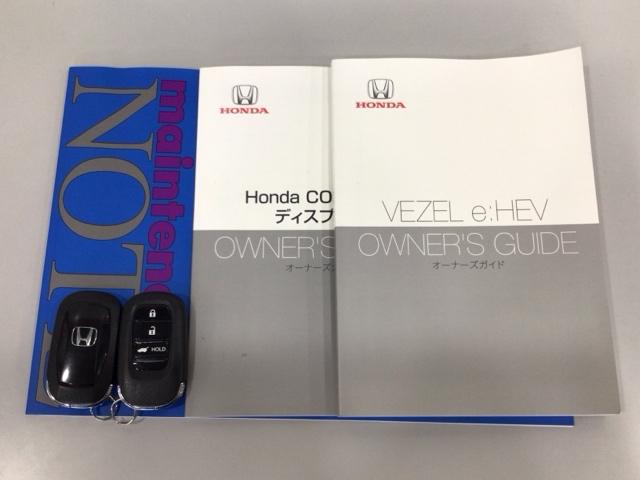 maintenanc
NOTE
HONDA
Honda CO
ディスプ
OWNER'S
オーナーズ
HONDA
VEZEL e:HEV
OWNER'S GUIDE
オーナーズガイド
HOLD